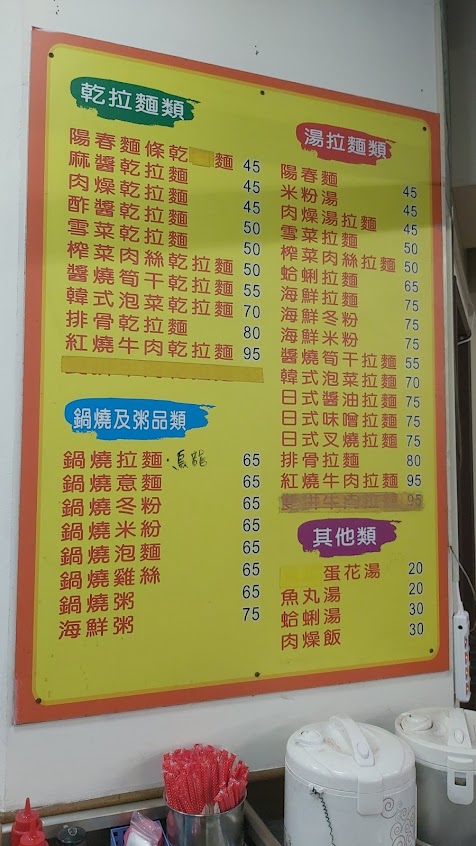 乾拉麵類
陽春麵條乾 麵 45
麻醬乾拉麵 45
肉燥乾拉麵 45
酢醬乾拉麵 50
雪菜乾拉麵 50
榨菜肉絲乾拉麵 50
醬燒筍干乾拉麵 55
韓式泡菜乾拉麵 70
排骨乾拉麵 80
紅燒牛肉乾拉麵 95
鍋燒及粥品類
鍋燒拉麵·烏龍 65
鍋燒意麵 65
鍋燒冬粉 65
鍋燒米紛 65
鍋燒泡麵 65
鍋燒雞絲 65
鍋燒粥 65
海鮮粥 75
湯拉麵類
陽春麵 45
米粉湯 45
肉燥湯拉麵 45
雪菜拉麵 50
榨菜肉絲拉麵 50
蛤蜊拉麵 65
海鮮拉麵 75
海鮮冬粉 75
海鮮米粉 75
醬燒筍干拉麵 55
韓式泡菜拉麵 70
日式醬油拉麵 75
日式味噌拉麵 75
日式叉燒拉麵 75
排骨拉麵 80
紅燒牛肉拉麵 95
雙拼牛肉拉麵 95
其他類
蛋花湯 20
魚丸湯 20
蛤蜊湯 30
肉燥飯 30